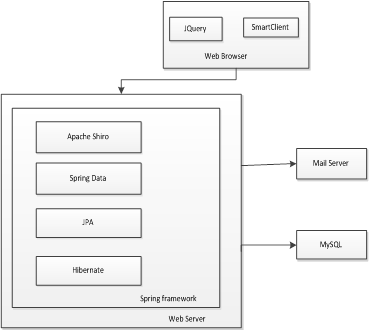 JQuery
SmartClient
Web Browser
Apache Shiro
Spring Data
JPA
Hibernate
Spring framework
Web Server
Mail Server
MySQL